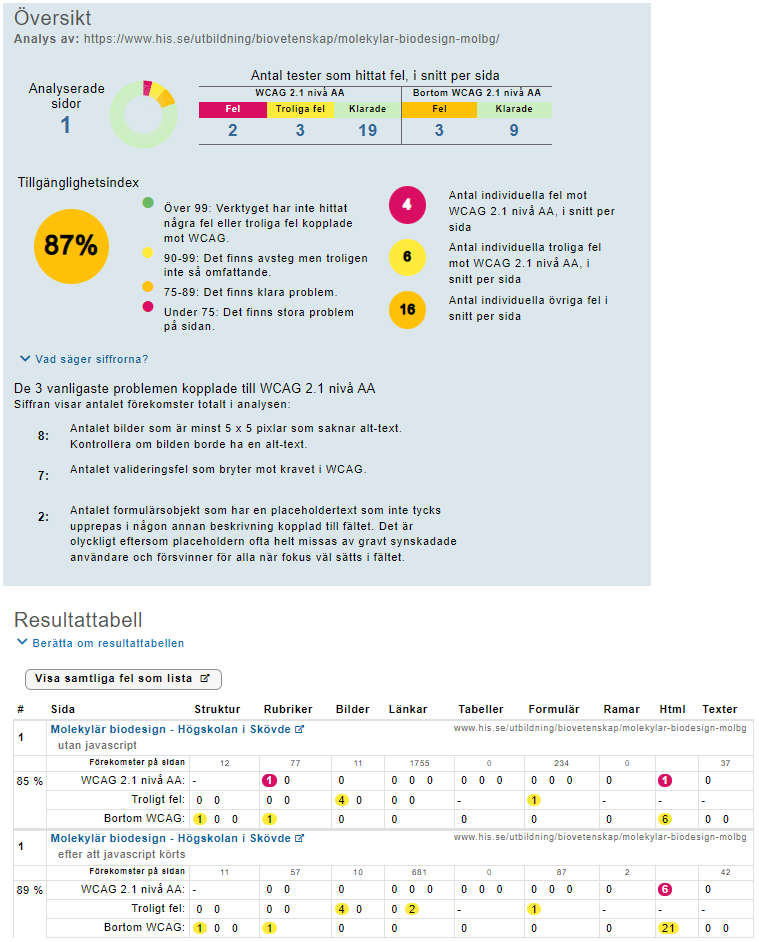 Översikt
Analys av: https://www.his.se/utbildning/biovetenskap/molekylar-biodesign-molbg/
Analyserade
sidor
1
Antal tester som hittat fel, i snitt per sida
WCAG 2.1 nivå AA Bortom WCAG 2.1 nivå AA
Fel Troliga fel Klarade Fel Klarade
2 3 19 3 9
Tillgänglighetsindex
87%
Över 99: Verktyget har inte hittat
några fel eller troliga fel kopplade
mot WCAG.
90-99: Det finns avsteg men troligen
inte så omfattande.
75-89: Det finns klara problem.
Under 75: Det finns stora problem
på sidan.
4 Antal individuella fel mot
WCAG 2.1 nivå AA, i snitt per
sida
6 Antal individuella troliga fel
mot WCAG 2.1 nivå AA, i
snitt per sida
16 Antal individuella övriga fel i
snitt per sida
Vad säger siffrorna?
De 3 vanligaste problemen kopplade till WCAG 2.1 nivå AA
Siffran visar antalet förekomster totalt i analysen:
8: Antalet bilder som är minst 5 x 5 pixlar som saknar alt-text.
Kontrollera om bilden borde ha en alt-text.
7: Antalet valideringsfel som bryter mot kravet i WCAG.
2: Antalet formulärsobjekt som har en placeholdertext som inte tycks
upprepas i någon annan beskrivning kopplad till fältet. Det är
olyckligt eftersom placeholdern ofta helt missas av gravt synskadade
användare och försvinner för alla när fokus väl sätts i fältet.
Resultattabell
Berätta om resultattabellen
Visa samtliga fel som lista
# Sida Struktur Rubriker Bilder Länkar Tabeller Formulär Ramar Html Texter
1 Molekylär biodesign - Högskolan i Skövde www.his.se/utbildning/biovetenskap/molekylar-biodesign-molbg
utan javascript
Förekomster på sidan 12 77 11 1755 0 234 0 37
85 % WCAG 2.1 nivå AA: - 1 0 0 0 0 0 0 0 0 0 0 0 0 1 0
Troligt fel: 0 0 0 0 4 0 0 0 - 1 - - -
Bortom WCAG: 1 0 0 1 0 0 0 0 0 6 0 0
1 Molekylär biodesign - Högskolan i Skövde www.his.se/utbildning/biovetenskap/molekylar-biodesign-molbg
efter att javascript körts
Förekomster på sidan 11 57 10 681 0 87 2 42
89 % WCAG 2.1 nivå AA: - 0 0 0 0 0 0 0 0 0 0 0 0 0 6 0
Troligt fel: 0 0 0 0 4 0 0 2 - 1 - - -
Bortom WCAG: 1 0 0 1 0 0 0 0 0 21 0 0